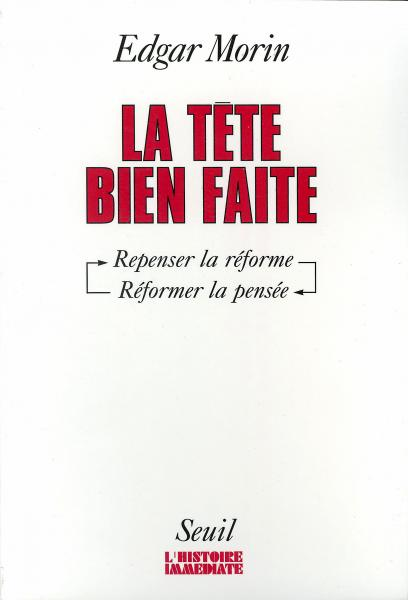 Edgar Morin
LA TÊTE
BIEN FAITE
Repenser la réforme
Réformer la pensée
Seuil
L'HISTOIRE
IMMEDIATE